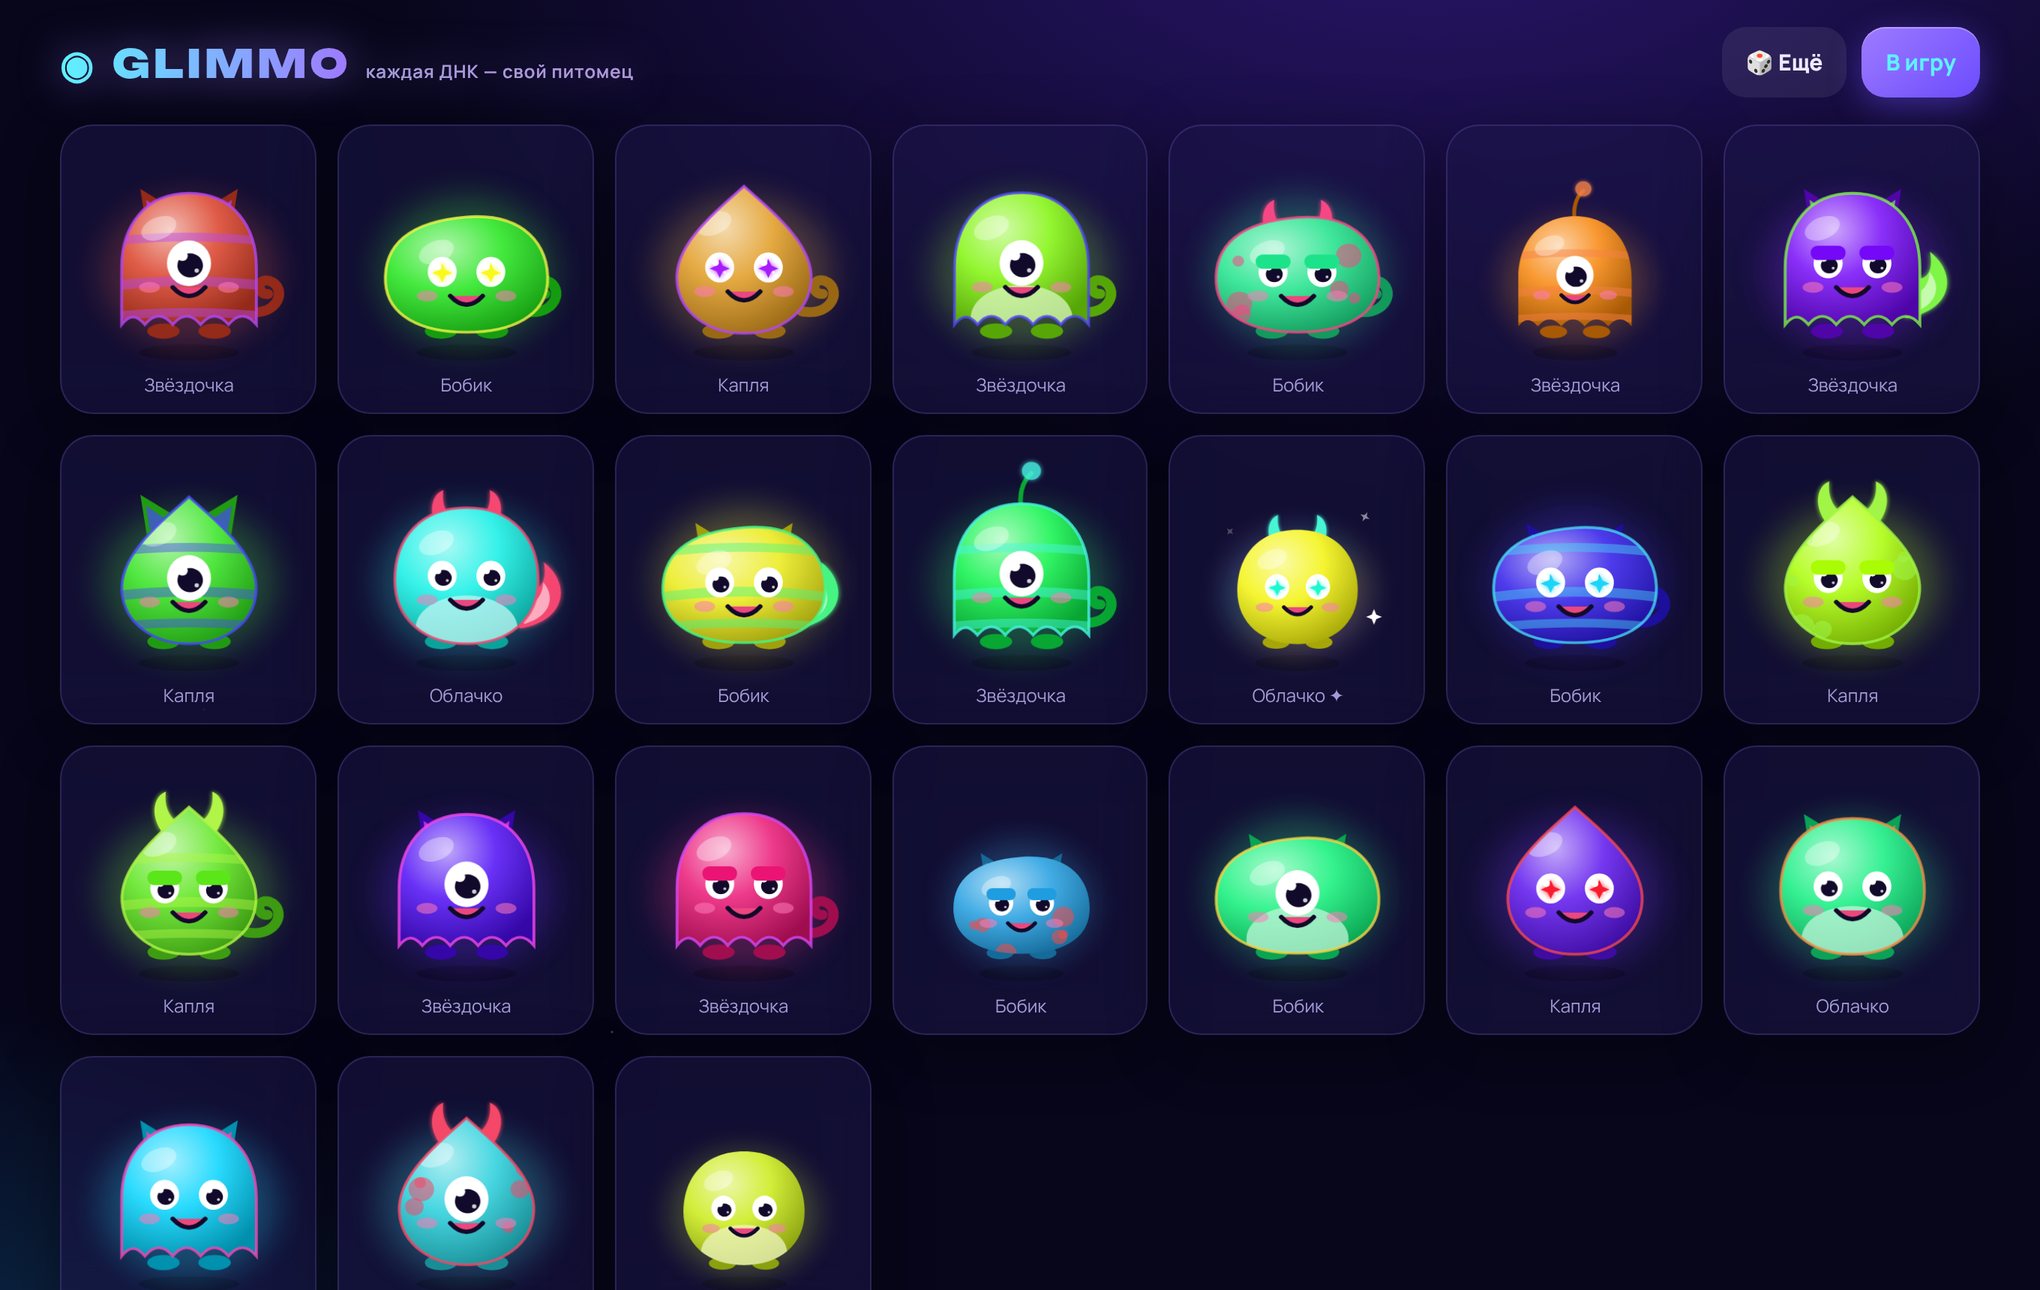 GLIMMO каждая ДНК — свой питомец
🎲 Ещё
В игру
Звёздочка
Бобик
Капля
Звёздочка
Бобик
Звёздочка
Звёздочка
Капля
Облачко
Бобик
Звёздочка
Облачко ✦
Бобик
Капля
Капля
Звёздочка
Звёздочка
Бобик
Бобик
Капля
Облачко